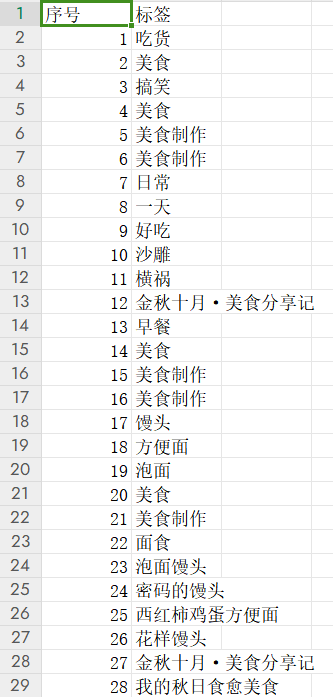 1 序号 标签
2 1 吃货
3 2 美食
4 3 搞笑
5 4 美食
6 5 美食制作
7 6 美食制作
8 7 日常
9 8 一天
10 9 好吃
11 10 沙雕
12 11 横祸
13 12 金秋十月·美食分享记
14 13 早餐
15 14 美食
16 15 美食制作
17 16 美食制作
18 17 馒头
19 18 方便面
20 19 泡面
21 20 美食
22 21 美食制作
23 22 面食
24 23 泡面馒头
25 24 密码的馒头
26 25 西红柿鸡蛋方便面
27 26 花样馒头
28 27 金秋十月·美食分享记
29 28 我的秋日食愈美食